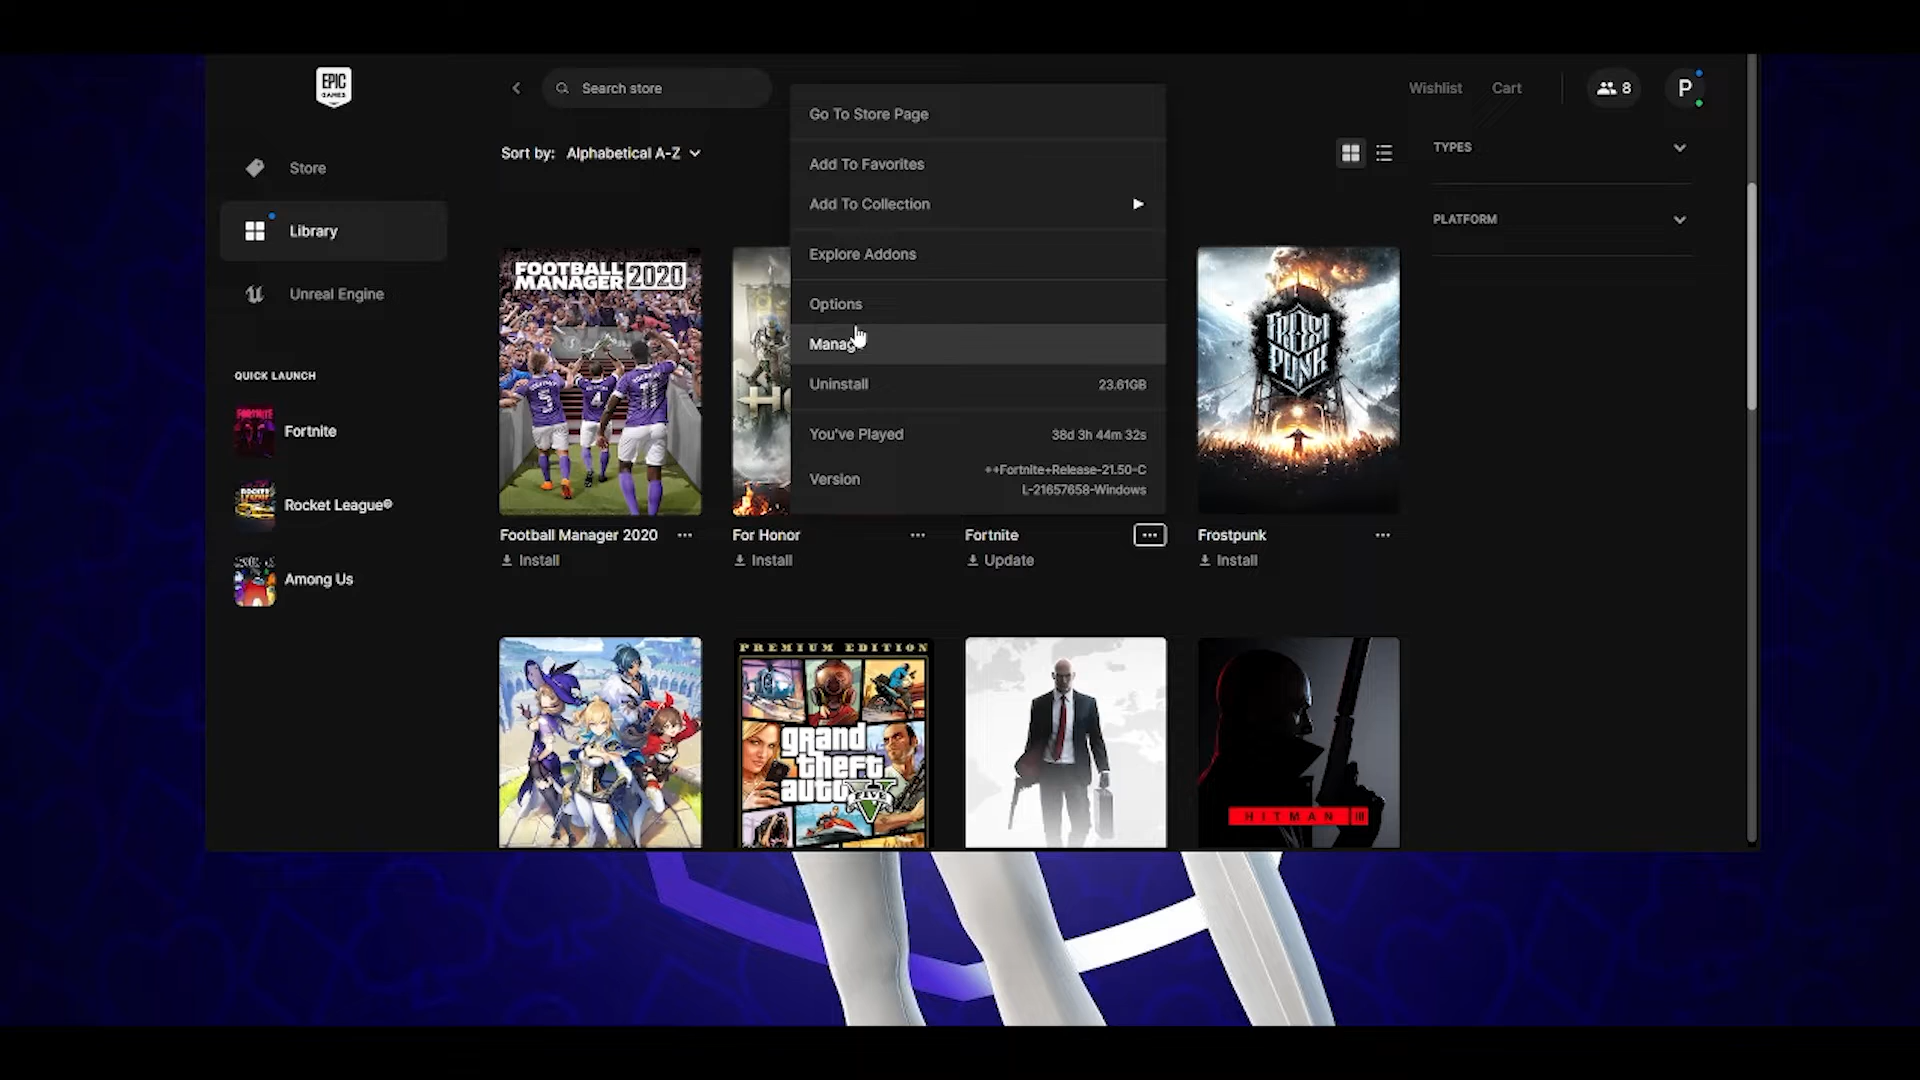 EPIC
GAMES
Search store
Wishlist
Cart
8
P
Store
Library
Unreal Engine
QUICK LAUNCH
Fortnite
Rocket League®
Among Us
Sort by: Alphabetical A-Z
Go To Store Page
Add To Favorites
Add To Collection
Explore Addons
Options
Manag
Uninstall 23.61GB
You've Played 38d 3h 44m 32s
Version ++Fortnite+Release-21.50-C
L-21657658-Windows
TYPES
PLATFORM
FOOTBALL
MANAGER 2020
FROST
PUNK
Football Manager 2020 ...
Install
For Honor ...
Install
Fortnite ...
Update
Frostpunk ...
Install
PREMIUM EDITION
grand
theft
auto
FIVE
HITMAN III